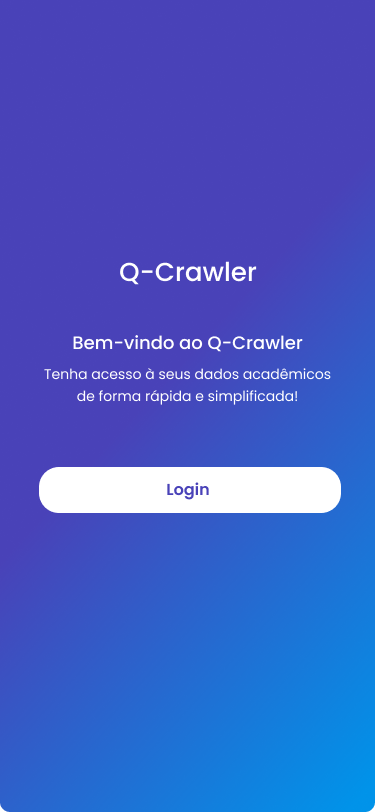 Q-Crawler
Bem-vindo ao Q-Crawler
Tenha acesso à seus dados acadêmicos
de forma rápida e simplificada!
Login